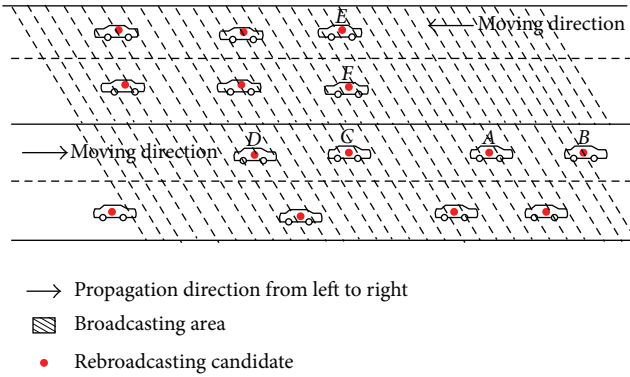 E
Moving direction
F
D
C
A
B
Moving direction
Propagation direction from left to right
Broadcasting area
Rebroadcasting candidate